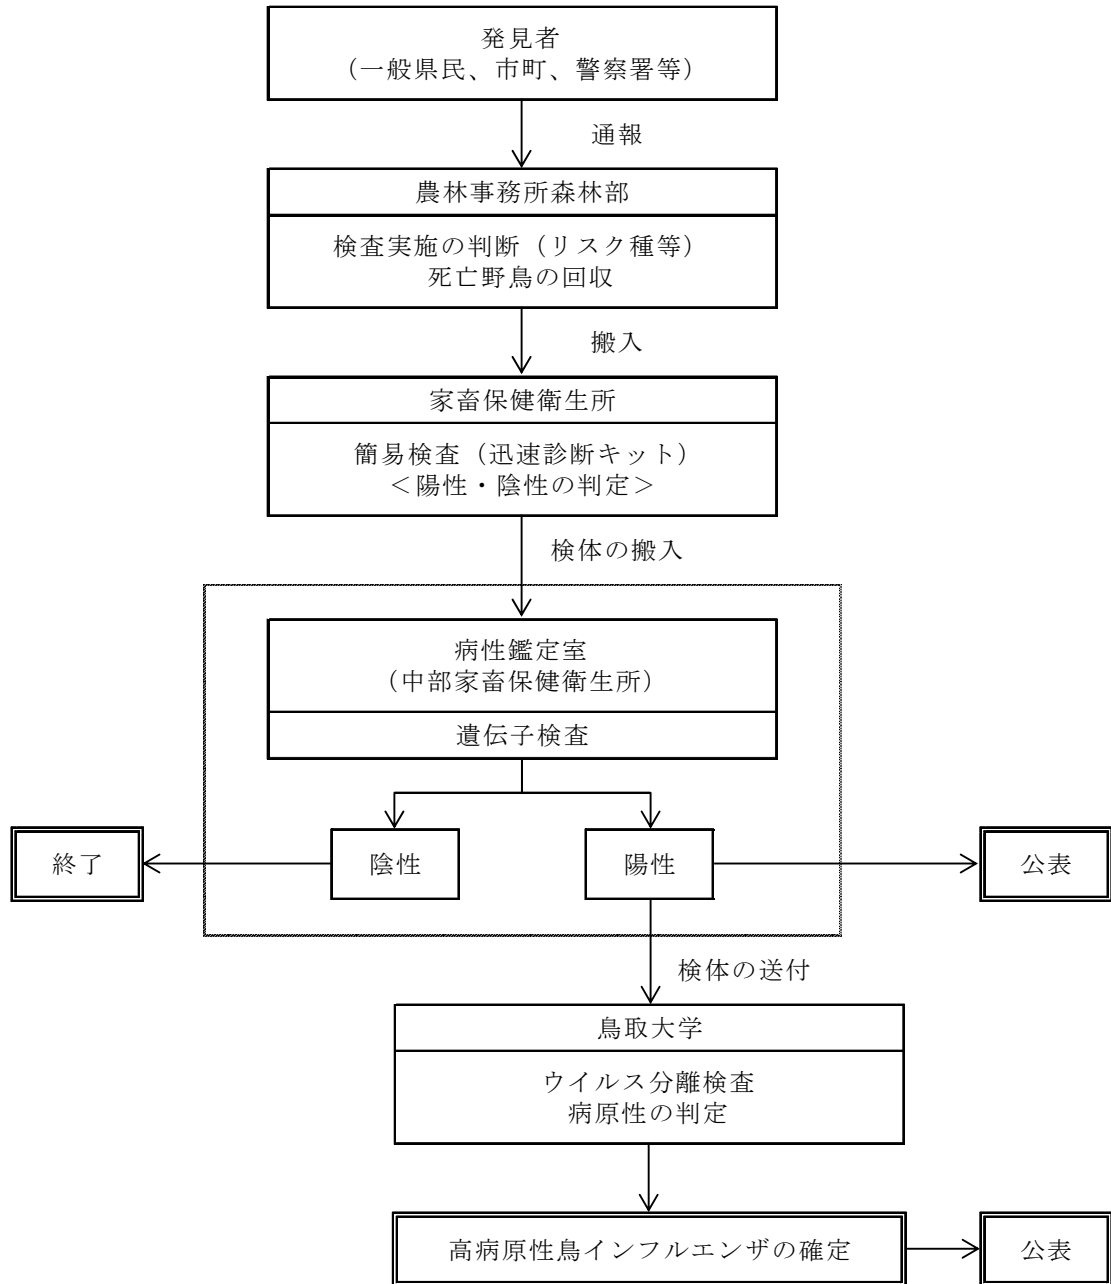 発見者
（一般県民、市町、警察署等）
通報
農林事務所森林部
検査実施の判断（リスク種等）
死亡野鳥の回収
搬入
家畜保健衛生所
簡易検査（迅速診断キット）
＜陽性・陰性の判定＞
検体の搬入
病性鑑定室
（中部家畜保健衛生所）
遺伝子検査
終了
陰性
陽性
公表
検体の送付
鳥取大学
ウイルス分離検査
病原性の判定
高病原性鳥インフルエンザの確定
公表